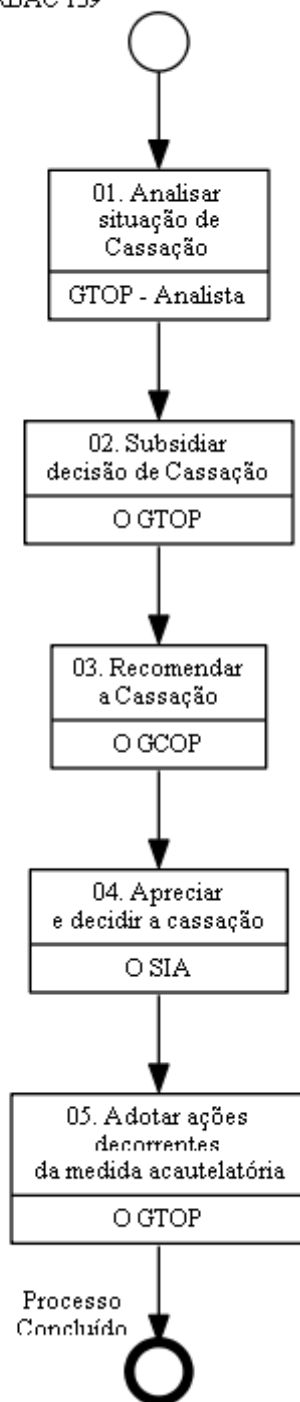 01. Analisar
situação de
Cassação
GTOP - Analista
02. Subsidiar
decisão de Cassação
O GTOP
03. Recomendar
a Cassação
O GCOP
04. Apreciar
e decidir a cassação
O SIA
05. Adotar ações
decorrentes
da medida acautelatória
O GTOP
Processo
Concluído